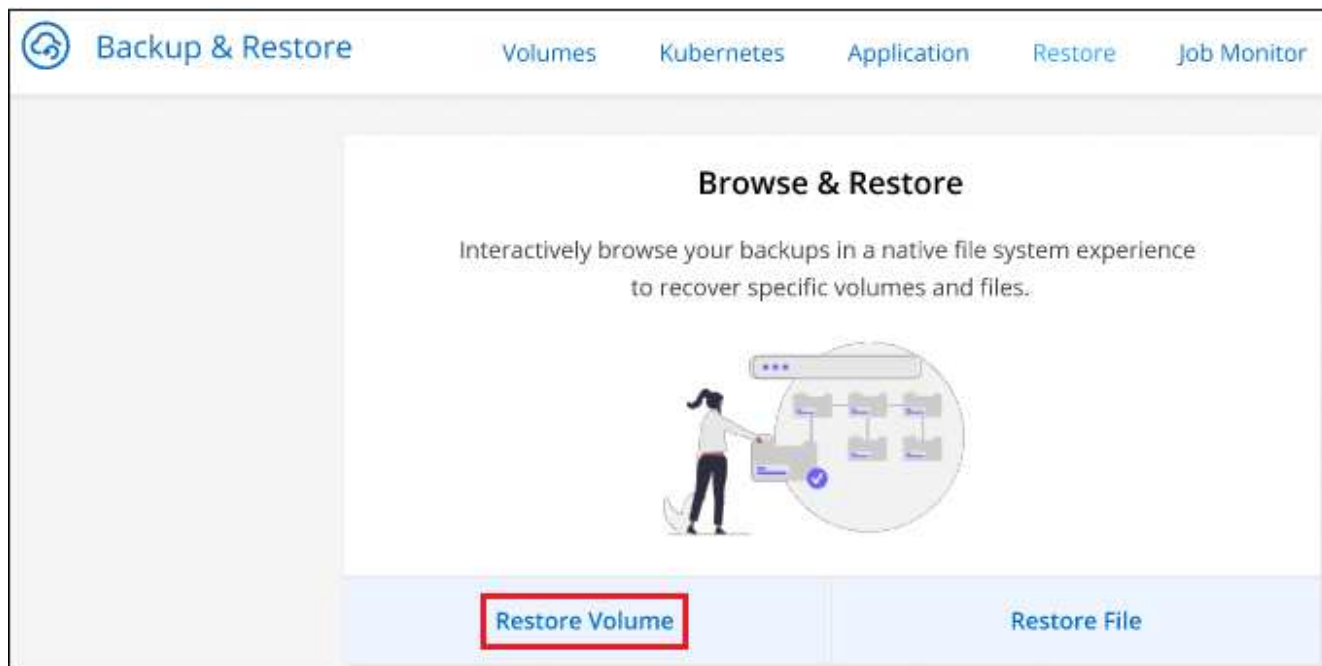 Backup & Restore Volumes Kubernetes Application Restore Job Monitor
Browse & Restore
Interactively browse your backups in a native file system experience
to recover specific volumes and files.
Restore Volume Restore File